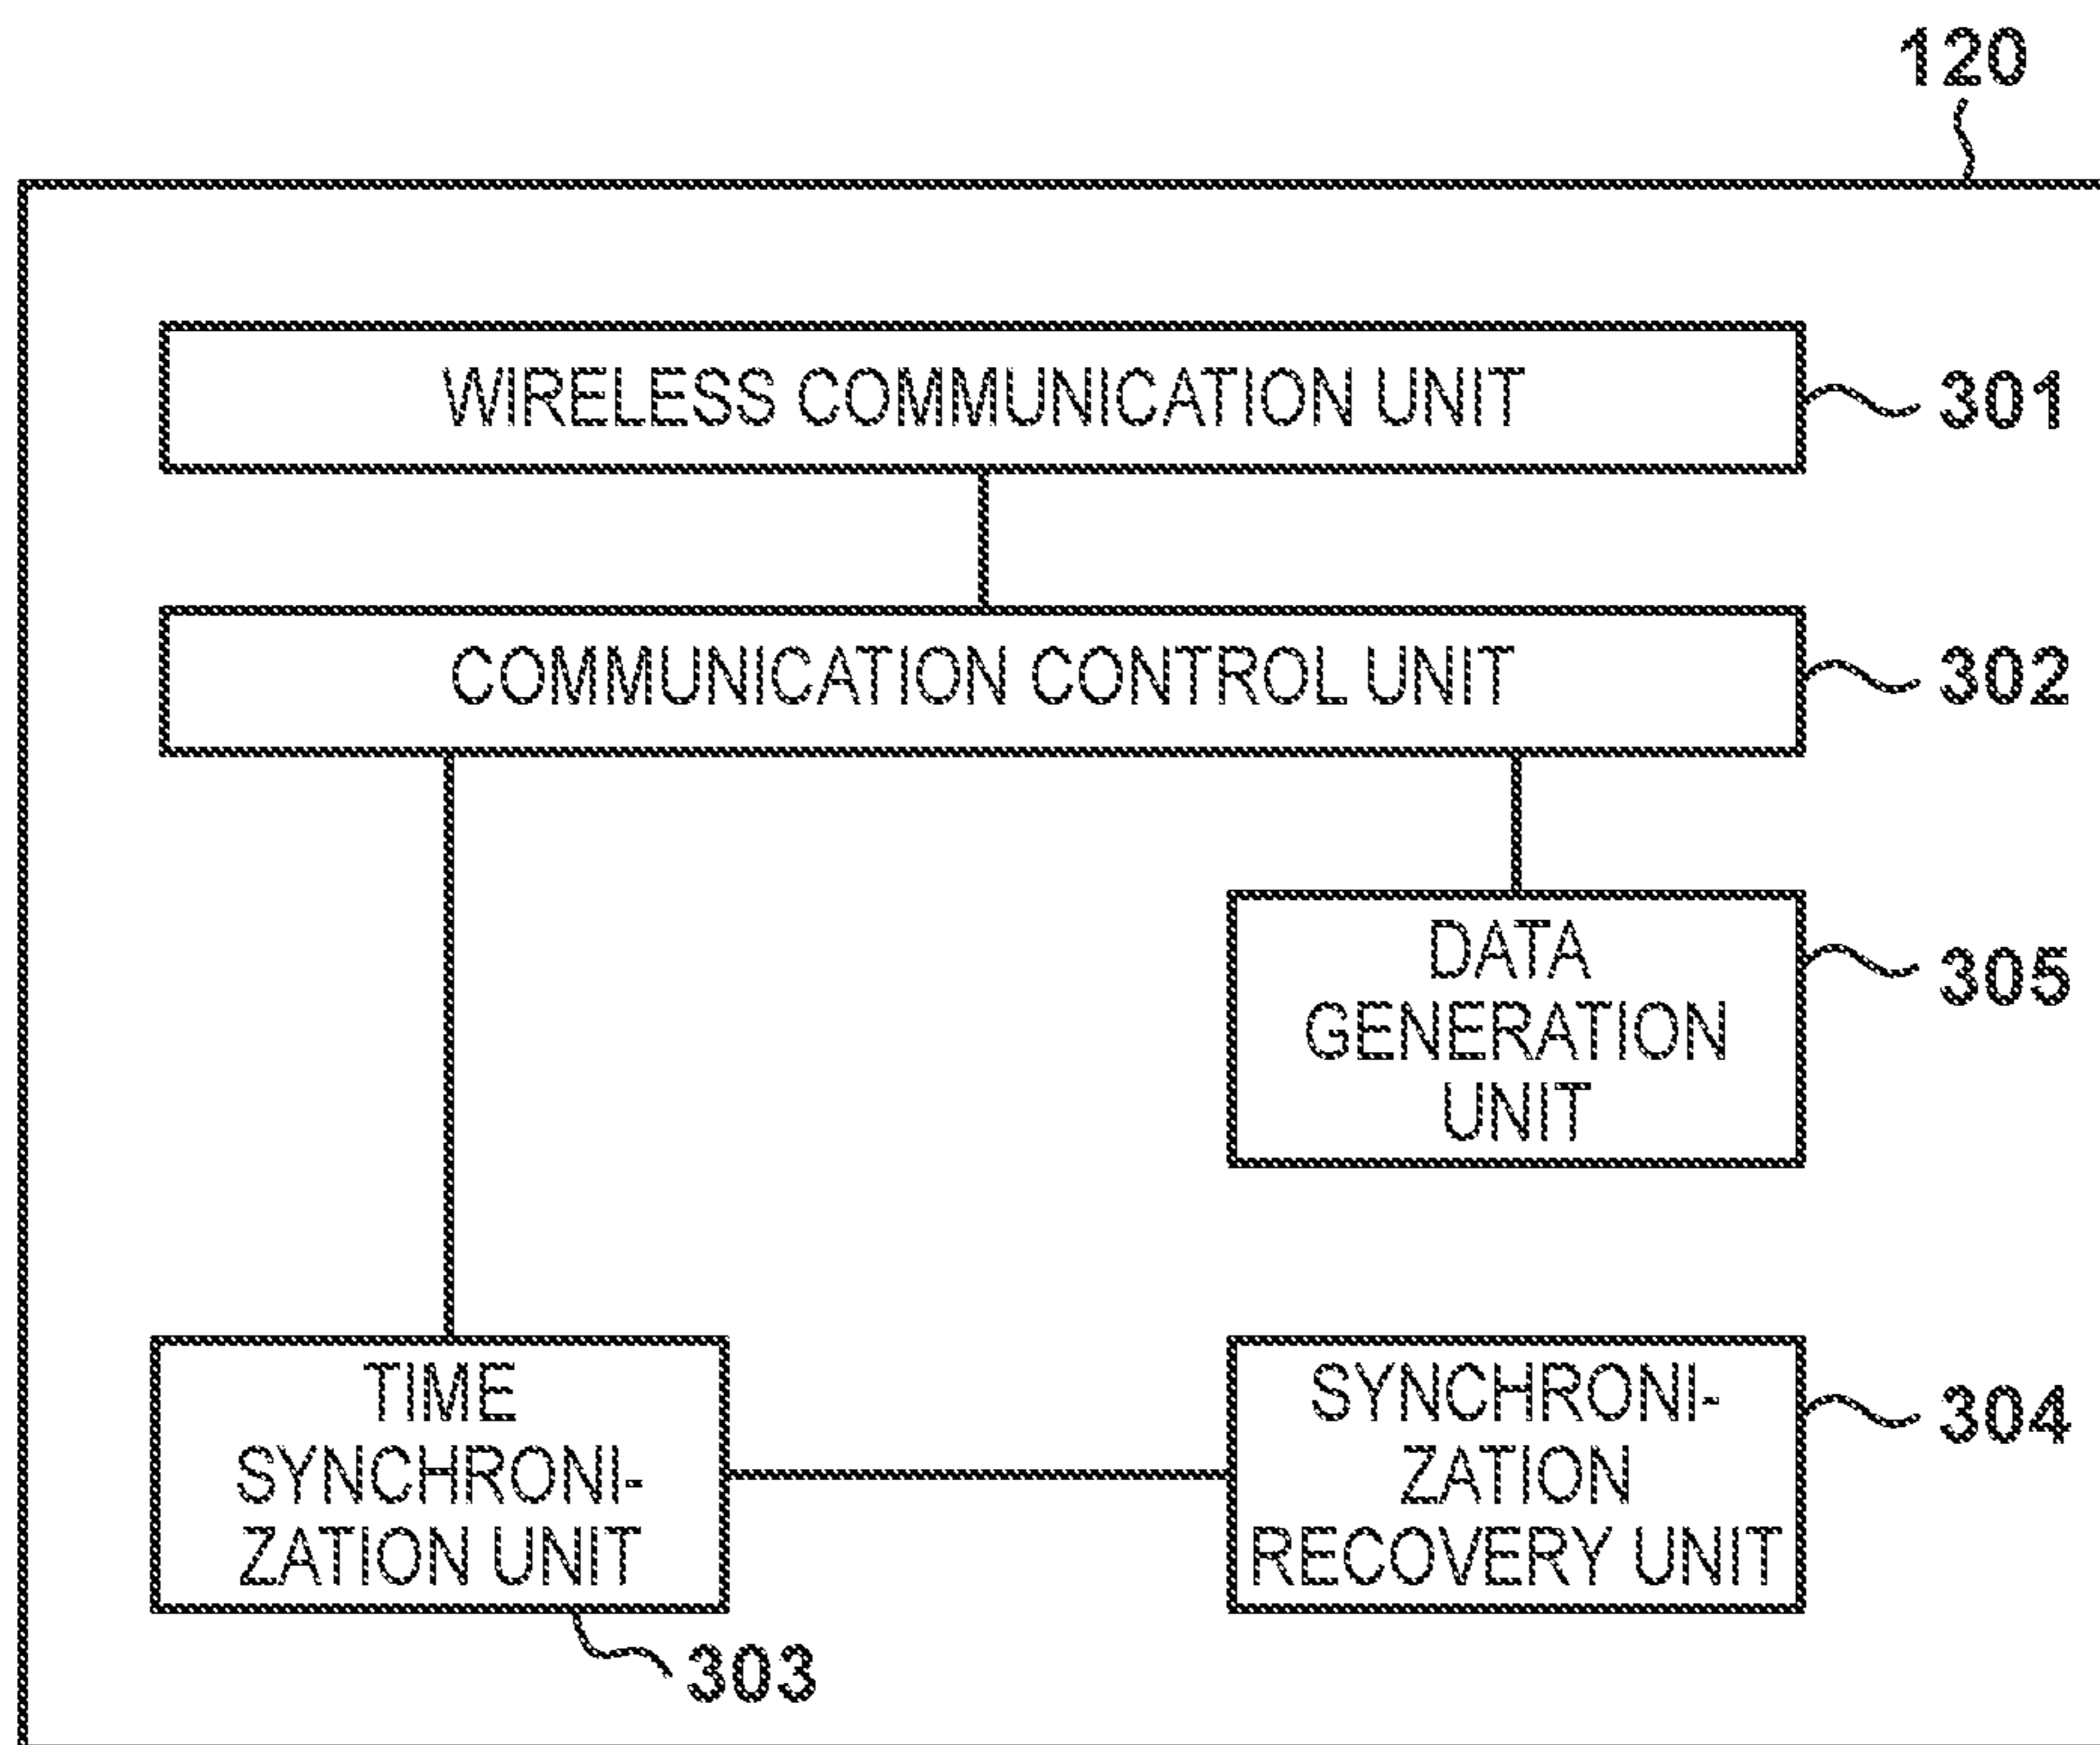 120
WIRELESS COMMUNICATION UNIT
301
COMMUNICATION CONTROL UNIT
302
DATA
GENERATION
UNIT
305
TIME
SYNCHRONI-
ZATION UNIT
303
SYNCHRONI-
ZATION
RECOVERY UNIT
304